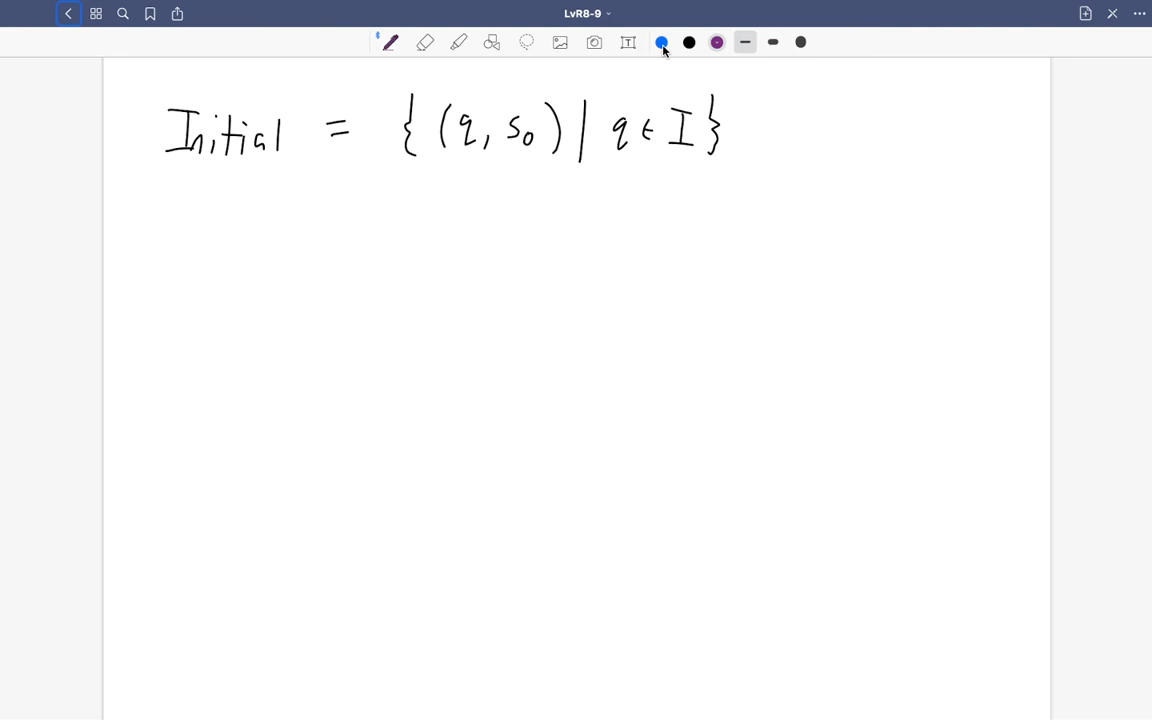 LvR8-9
Initial = { (q, s₀) | q ∈ I }